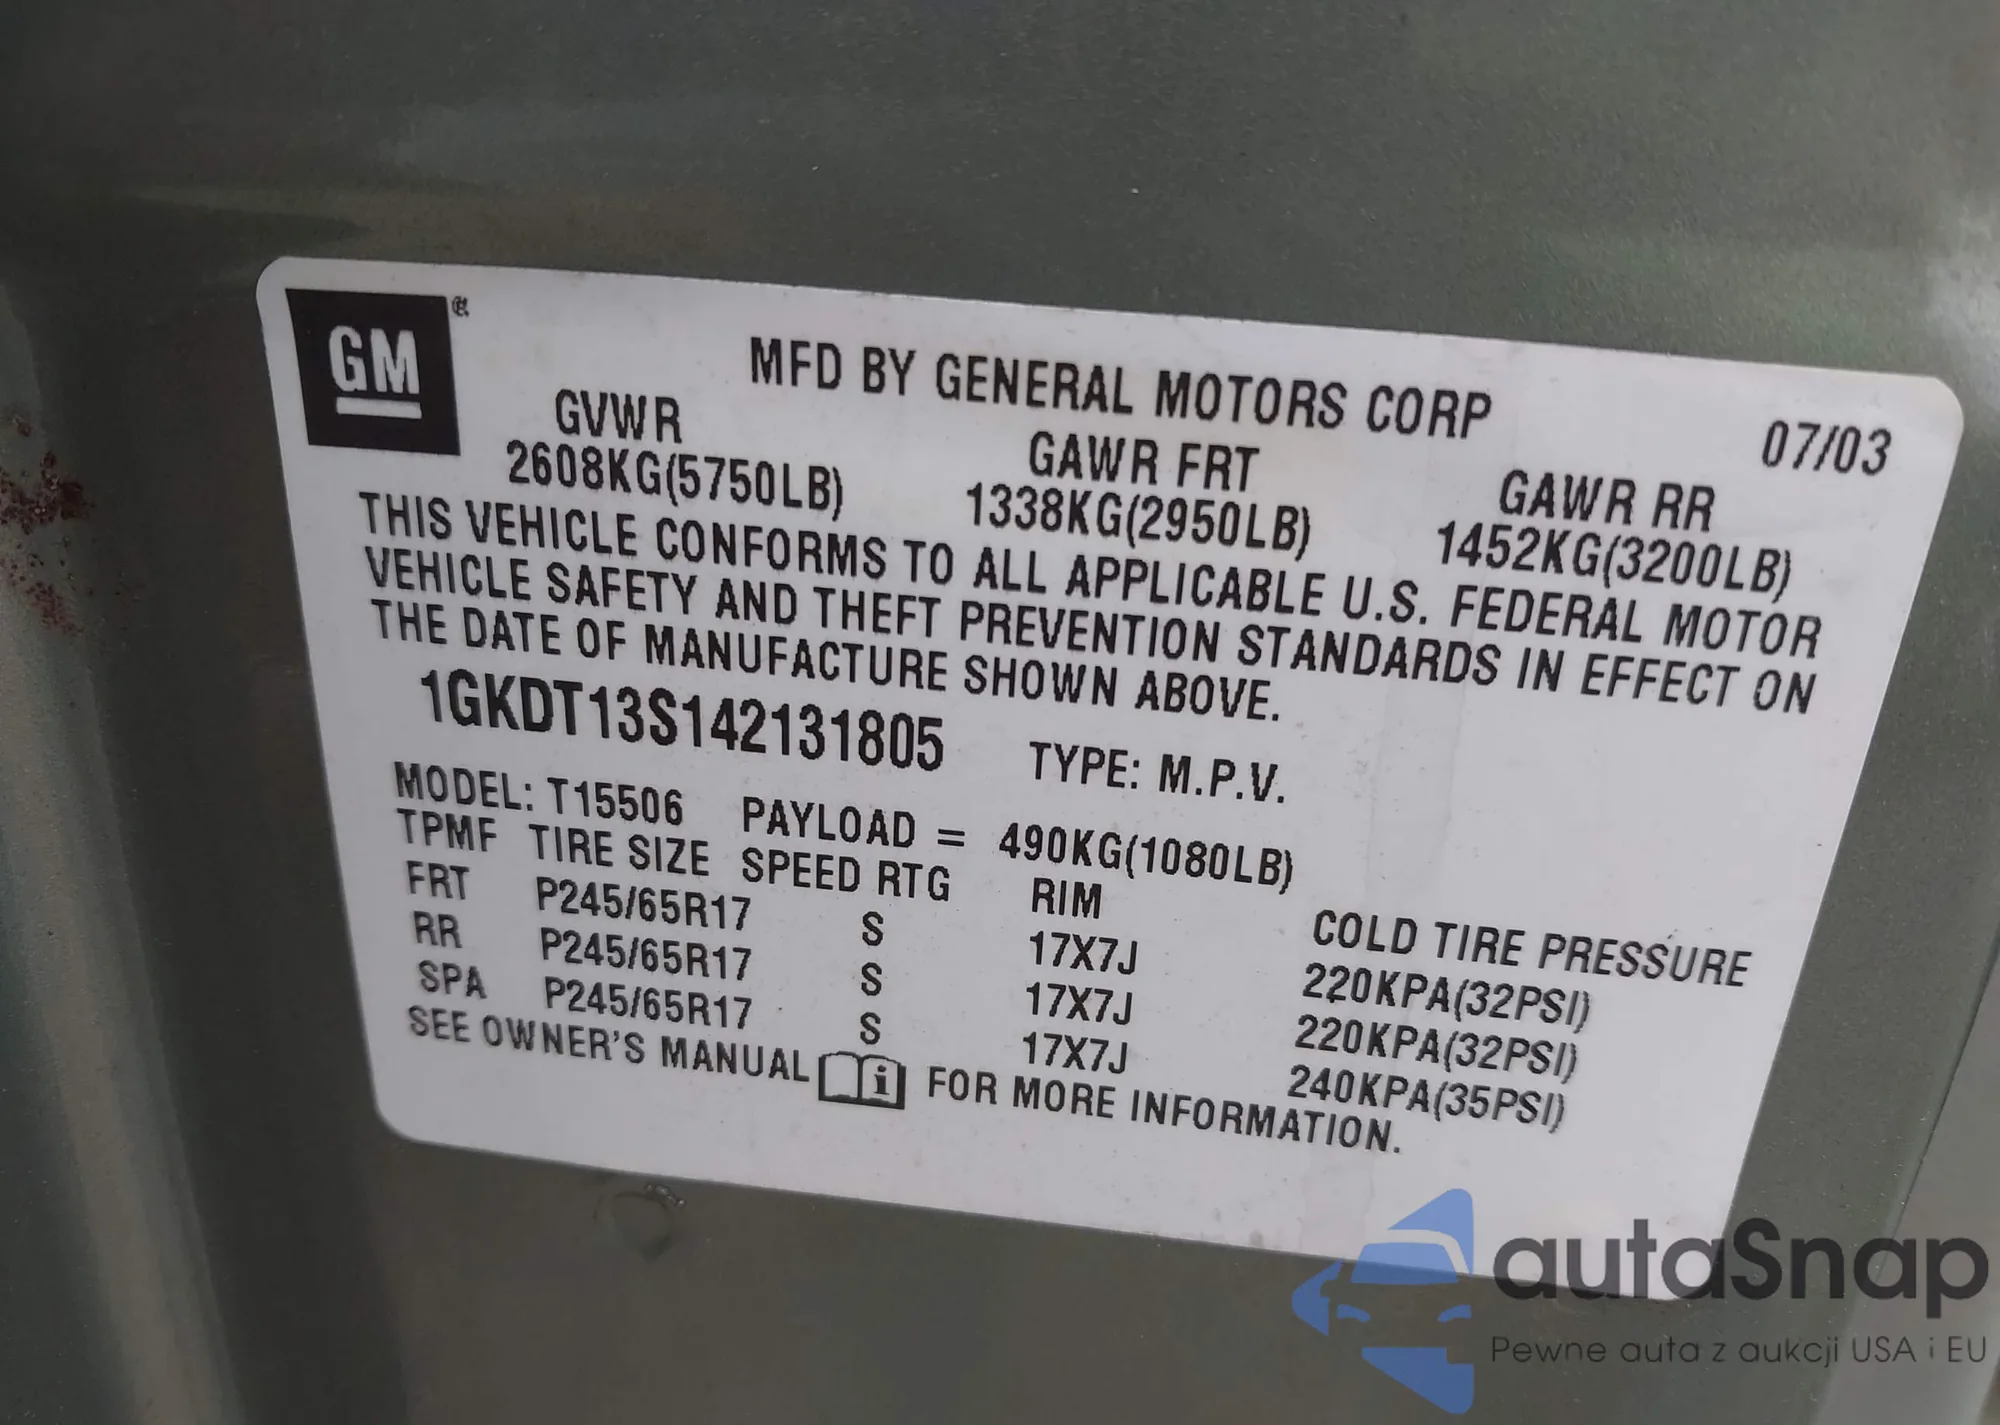 GM
MFD BY GENERAL MOTORS CORP 07/03
GVWR GAWR FRT GAWR RR
2608KG(5750LB) 1338KG(2950LB) 1452KG(3200LB)
THIS VEHICLE CONFORMS TO ALL APPLICABLE U.S. FEDERAL MOTOR
VEHICLE SAFETY AND THEFT PREVENTION STANDARDS IN EFFECT ON
THE DATE OF MANUFACTURE SHOWN ABOVE.
1GKDT13S142131805 TYPE: M.P.V.
MODEL: T15506 PAYLOAD = 490KG(1080LB)
TPMF TIRE SIZE SPEED RTG RIM COLD TIRE PRESSURE
FRT P245/65R17 S 17X7J 220KPA(32PSI)
RR P245/65R17 S 17X7J 220KPA(32PSI)
SPA P245/65R17 S 17X7J 240KPA(35PSI)
SEE OWNER'S MANUAL i FOR MORE INFORMATION.
autaSnap
Pewne auta z aukcji USA i EU